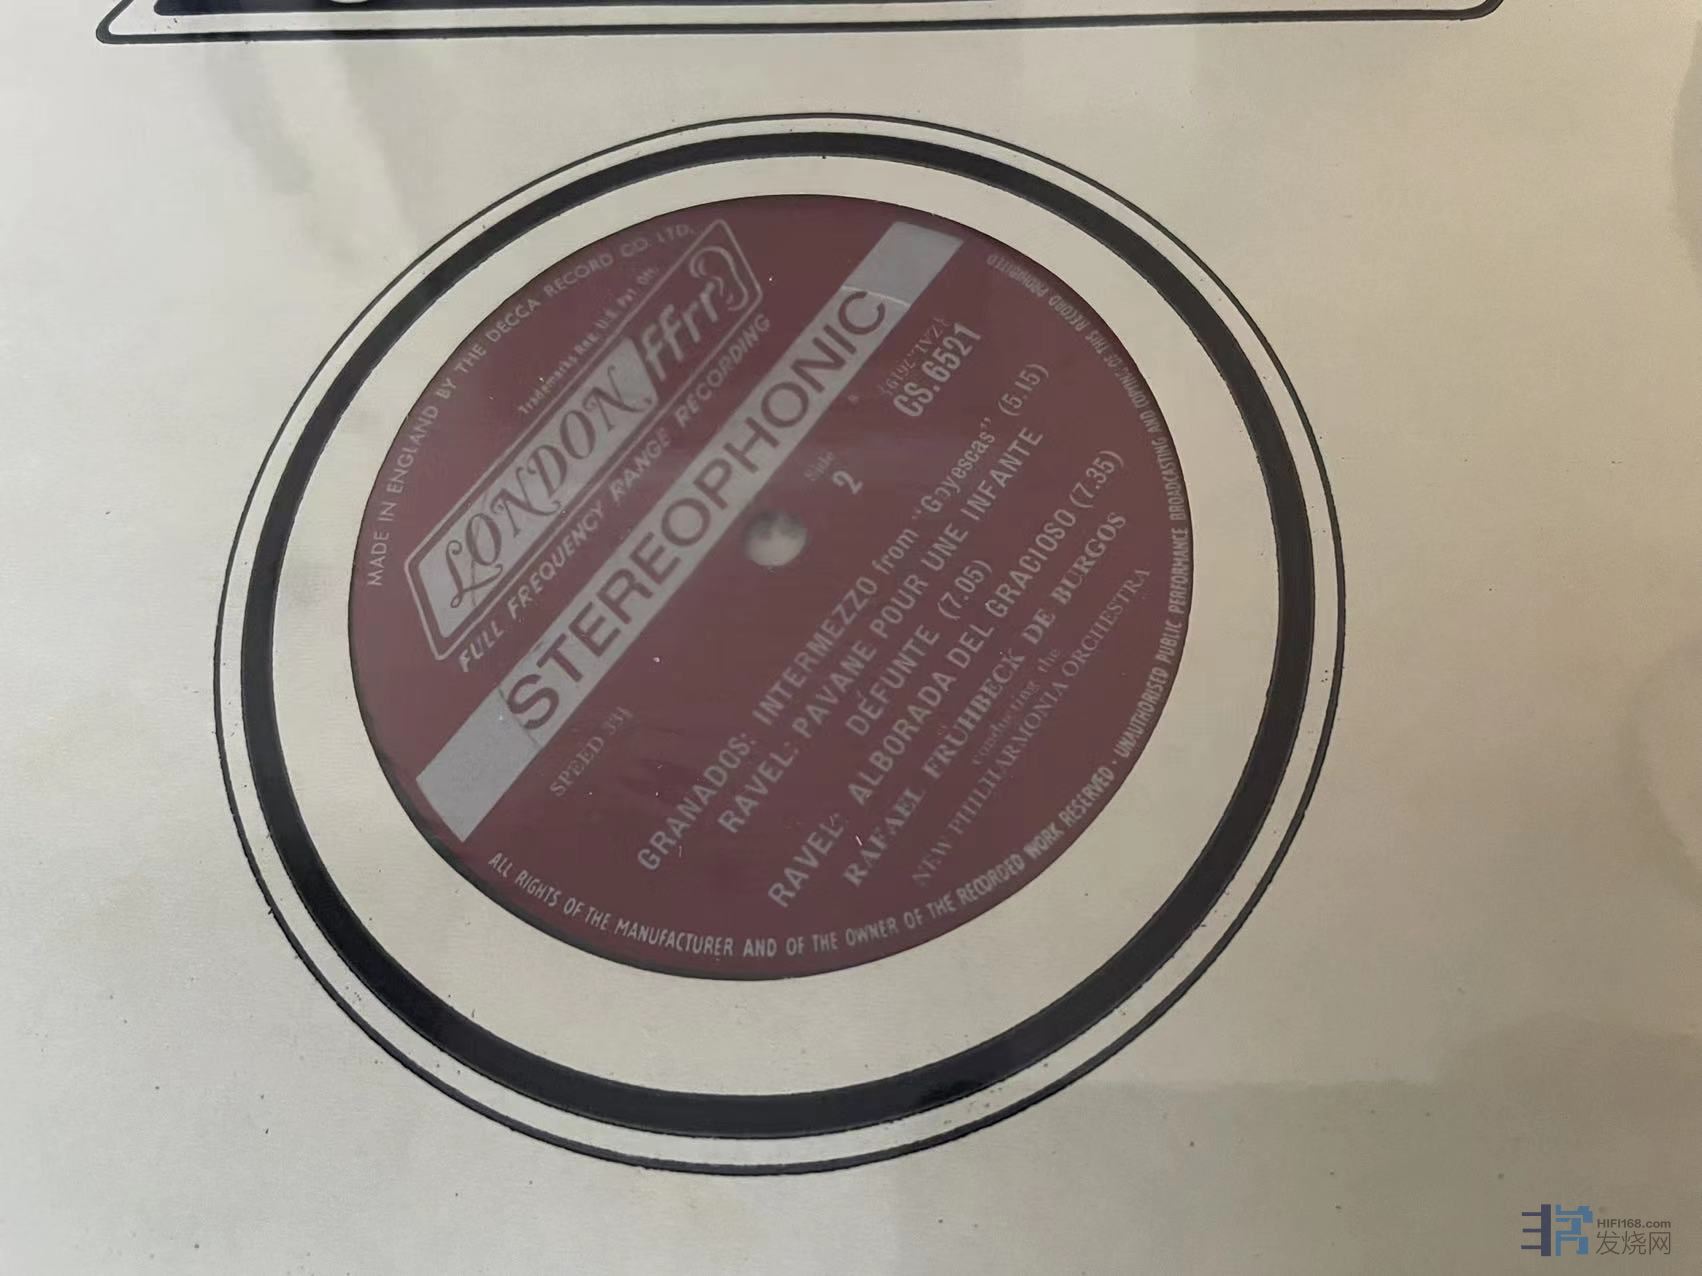 MADE IN ENGLAND BY THE DECCA RECORD CO. LTD.
Trademarks Reg. U.S. Pat. Off.
LONDON ffrr
FULL FREQUENCY RANGE RECORDING
STEREOPHONIC
SPEED 33⅓
Side
2
CS.6521
GRANADOS: INTERMEZZO from "Goyescas" (5.15)
RAVEL: PAVANE POUR UNE INFANTE
DÉFUNTE (7.05)
RAVEL: ALBORADA DEL GRACIOSO (7.35)
RAFAEL FRÜHBECK DE BURGOS
conducting the
NEW PHILHARMONIA ORCHESTRA
ALL RIGHTS OF THE MANUFACTURER AND OF THE OWNER OF THE RECORDED WORK RESERVED · UNAUTHORISED PUBLIC PERFORMANCE BROADCASTING AND COPYING OF THIS RECORD PROHIBITED
HIFI168.com
发烧网